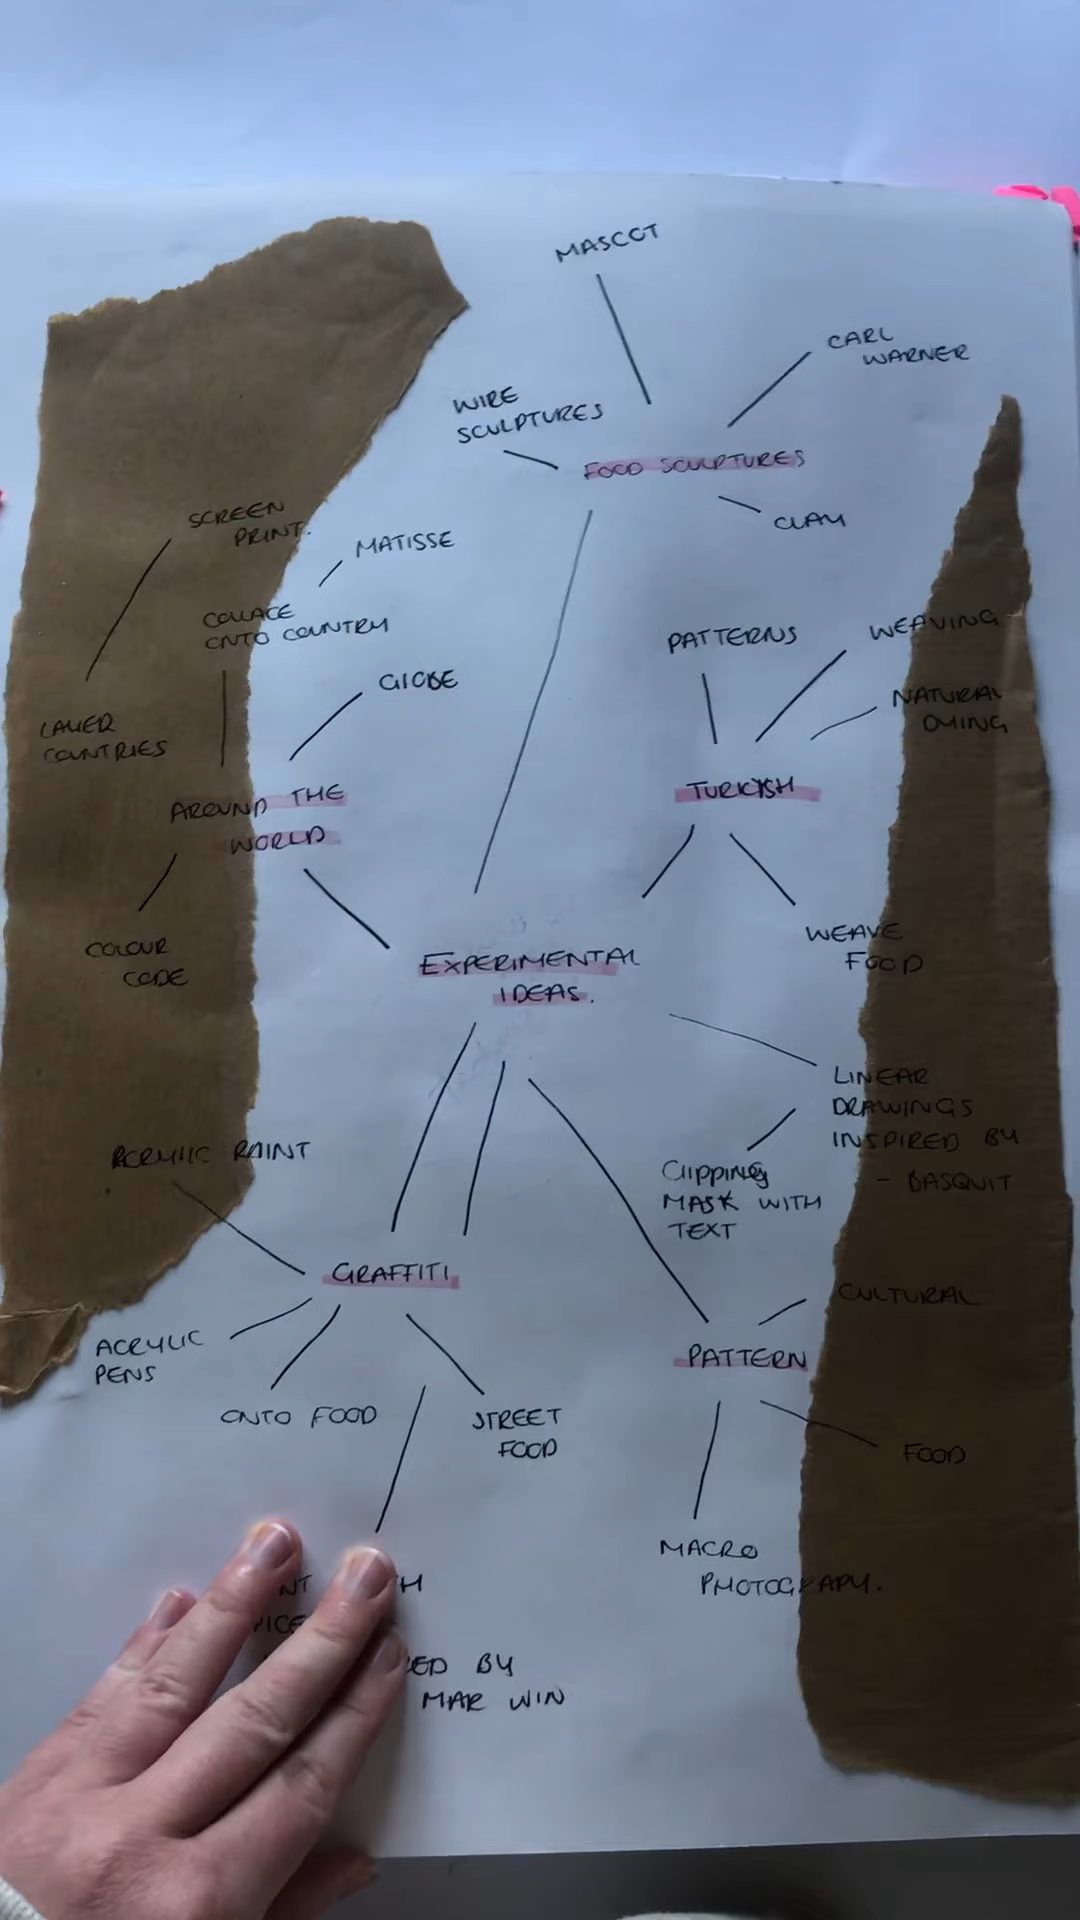 MASCOT
CARL
WARNER
WIRE
SCULPTURES
FOOD SCULPTURES
CLAY
SCREEN
PRINT.
MATISSE
COLLAGE
ONTO COUNTRY
GLOBE
LAYER
COUNTRIES
AROUND THE
WORLD
COLOUR
CODE
PATTERNS
WEAVING
NATURAL
DYING
TURKISH
WEAVE
FOOD
EXPERIMENTAL
IDEAS.
LINEAR
DRAWINGS
INSPIRED BY
- BASQUIT
Clipping
MASK WITH
TEXT
ACRYLIC PAINT
GRAFFITI
ACRYLIC
PENS
ONTO FOOD
STREET
FOOD
CULTURAL
PATTERN
FOOD
MACRO
PHOTOGRAPY.
BY
MAR WIN